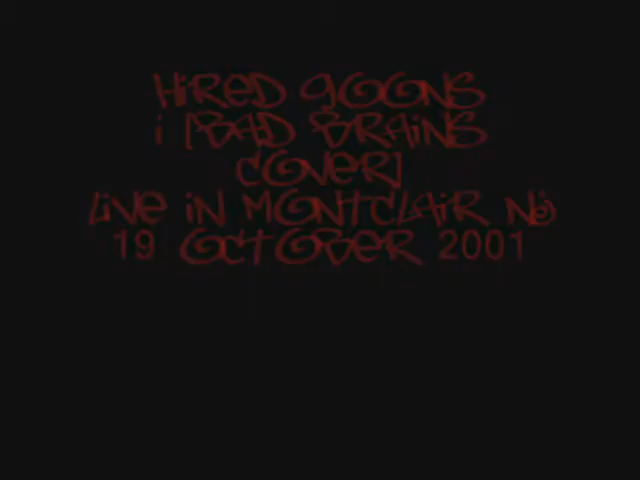 HiReD gOONS
i [BAD BRAiNS
COVeR]
LiVe iN MONTCLAiR NJ
19 OCTOBeR 2001